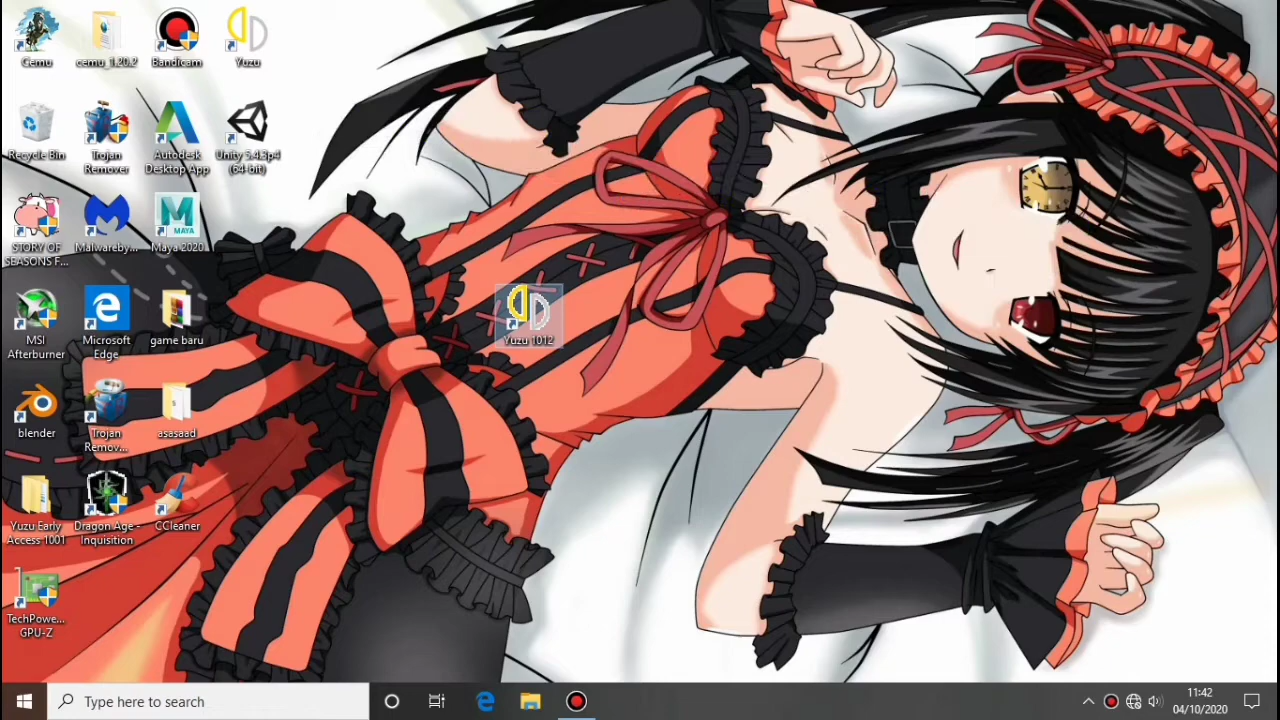 Cemu
cemu_1.20.2
Bandicam
Yuzu
Recycle Bin
Trojan
Remover
Autodesk
Desktop App
Unity 5.4.3p4
(64-bit)
STORY OF
SEASONS F...
Malwareby...
MAYA
Maya 2020
MSI
Afterburner
Microsoft
Edge
game baru
Yuzu 1012
blender
Trojan
Remov...
asasaad
Yuzu Eariy
Access 1001
Dragon Age -
Inquisition
CCleaner
TechPowe...
GPU-Z
Type here to search
11:42
04/10/2020